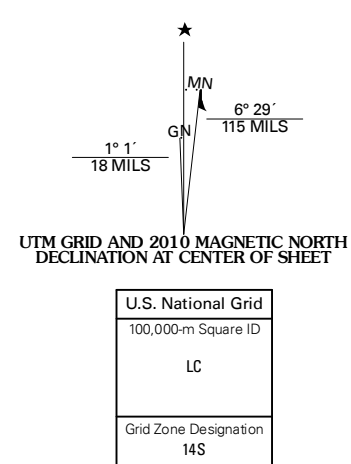 MN
6° 29´
115 MILS
GN
1° 1´
18 MILS
UTM GRID AND 2010 MAGNETIC NORTH
DECLINATION AT CENTER OF SHEET
U.S. National Grid
100,000-m Square ID
LC
Grid Zone Designation
14S